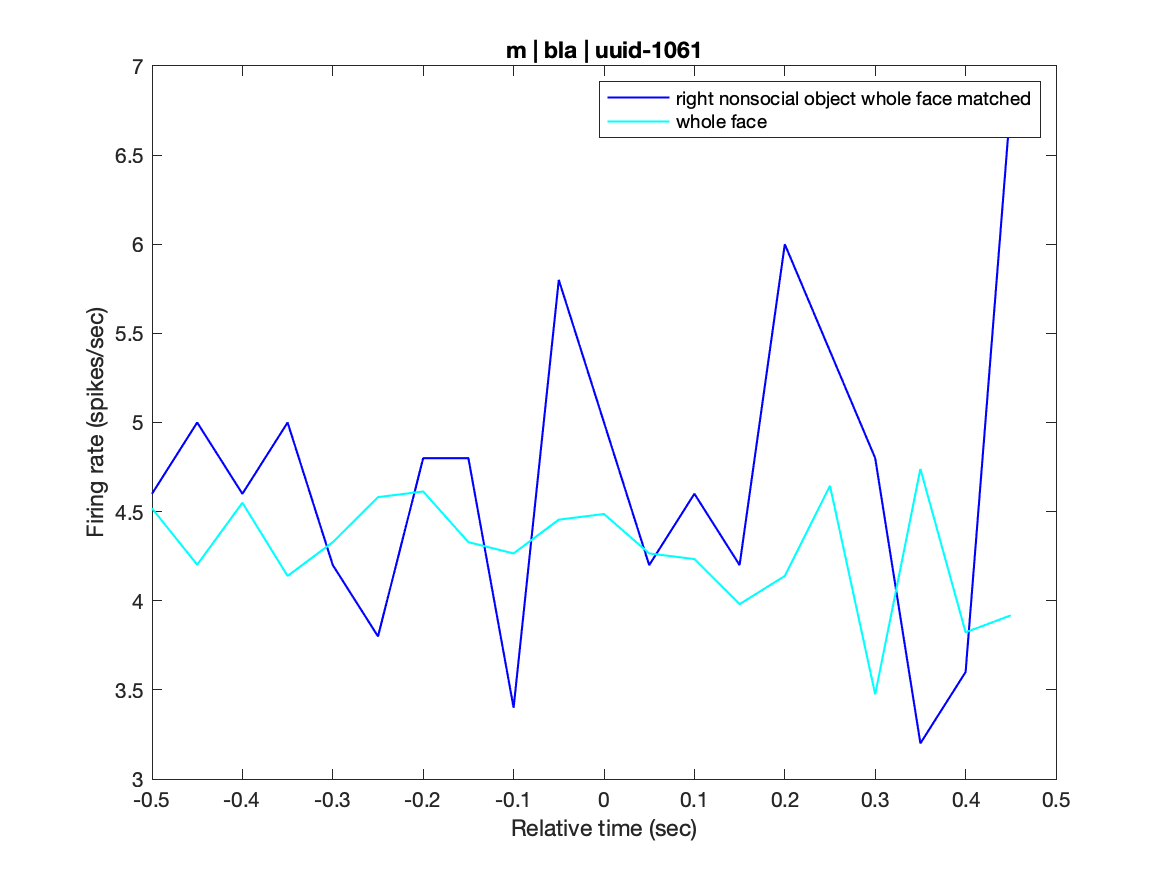 m | bla | uuid-1061
right nonsocial object whole face matched
whole face
Firing rate (spikes/sec)
7
6.5
6
5.5
5
4.5
4
3.5
3
-0.5 -0.4 -0.3 -0.2 -0.1 0 0.1 0.2 0.3 0.4 0.5
Relative time (sec)